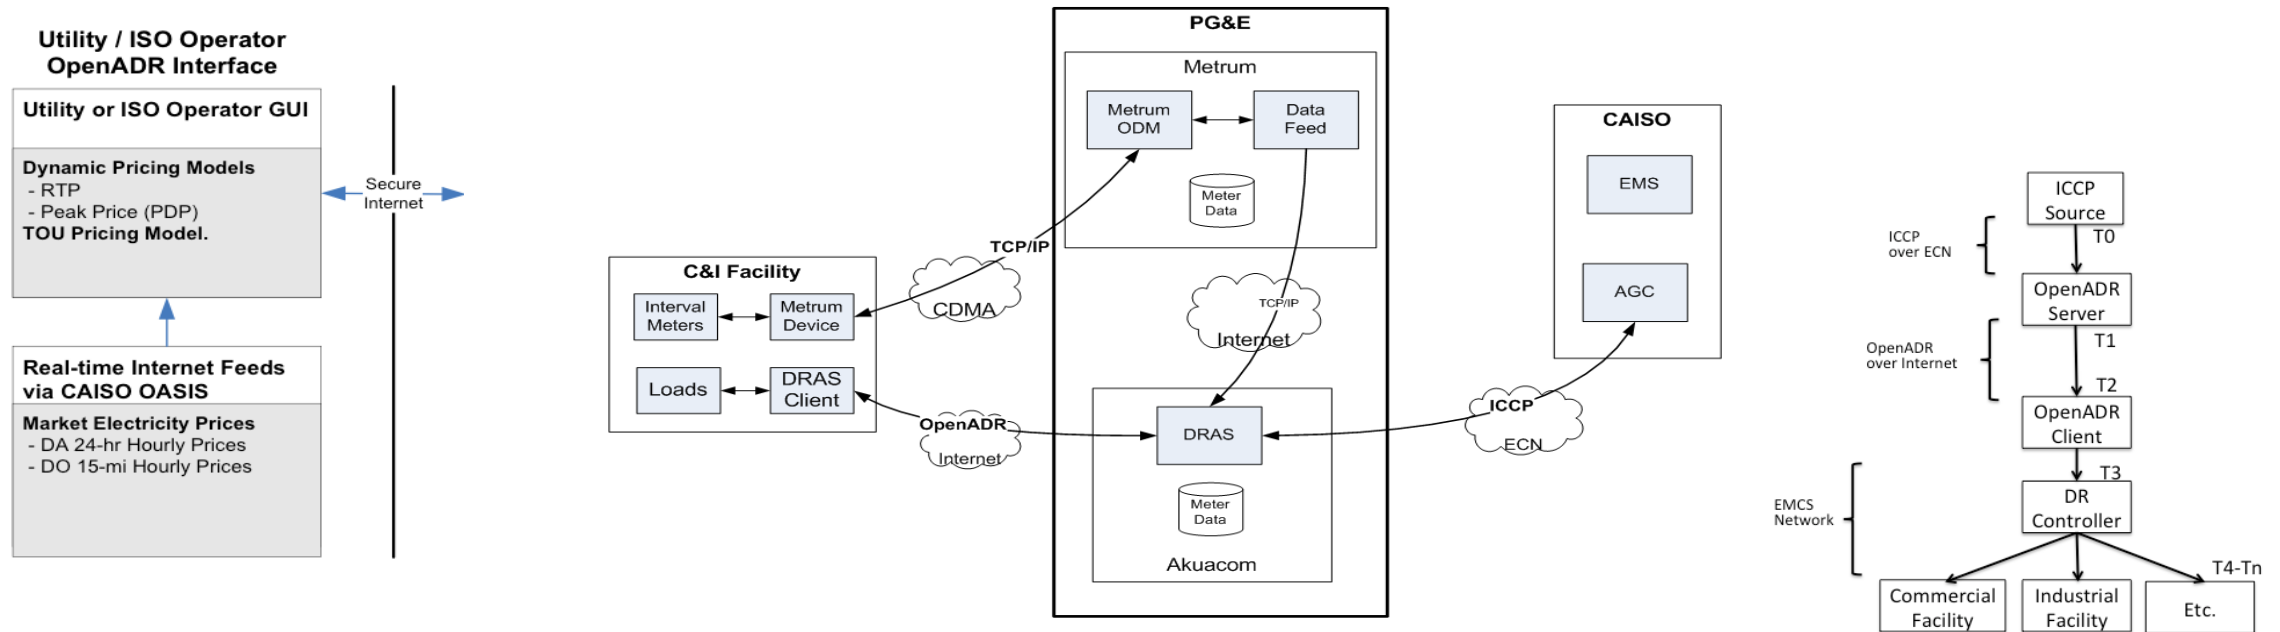 Utility / ISO Operator
OpenADR Interface
Utility or ISO Operator GUI
Dynamic Pricing Models
- RTP
- Peak Price (PDP)
TOU Pricing Model.
Secure
Internet
Real-time Internet Feeds
via CAISO OASIS
Market Electricity Prices
- DA 24-hr Hourly Prices
- DO 15-mi Hourly Prices
C&I Facility
Interval
Meters
Metrum
Device
Loads
DRAS
Client
TCP/IP
CDMA
OpenADR
Internet
PG&E
Metrum
Metrum
ODM
Data
Feed
Meter
Data
TCP/IP
Internet
DRAS
Meter
Data
Akuacom
ICCP
ECN
CAISO
EMS
AGC
ICCP
Source
T0
ICCP
over ECN
OpenADR
Server
T1
OpenADR
over Internet
T2
OpenADR
Client
T3
EMCS
Network
DR
Controller
T4-Tn
Commercial
Facility
Industrial
Facility
Etc.